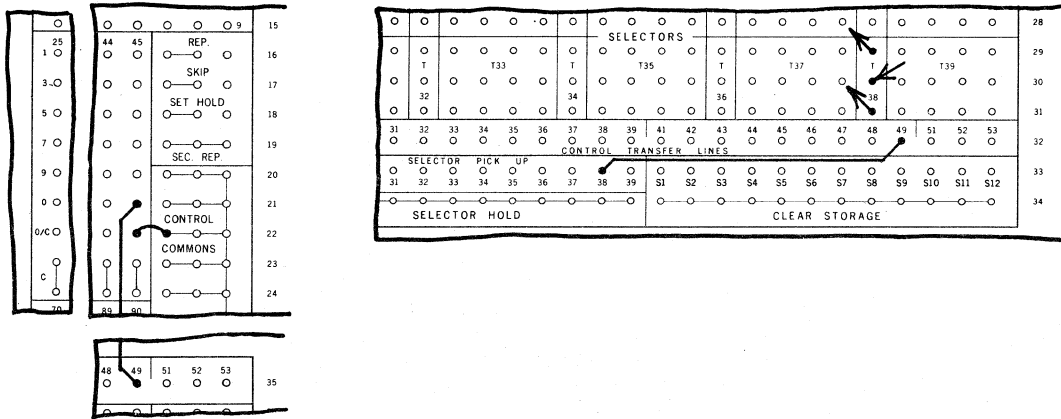 25
1
3
5
7
9
0
0/C
C
70
9 15
44 45 REP. 16
SKIP 17
SET HOLD 18
19
SEC. REP. 20
21
CONTROL
22
COMMONS
23
24
89 90
48 49 51 52 53 35
28
SELECTORS 29
T T33 T T35 T T37 T T39
30
32 34 36 38
31
31 32 33 34 35 36 37 38 39 41 42 43 44 45 46 47 48 49 51 52 53
CONTROL TRANSFER LINES 32
SELECTOR PICK UP 33
31 32 33 34 35 36 37 38 39 S1 S2 S3 S4 S5 S6 S7 S8 S9 S10 S11 S12
34
SELECTOR HOLD CLEAR STORAGE